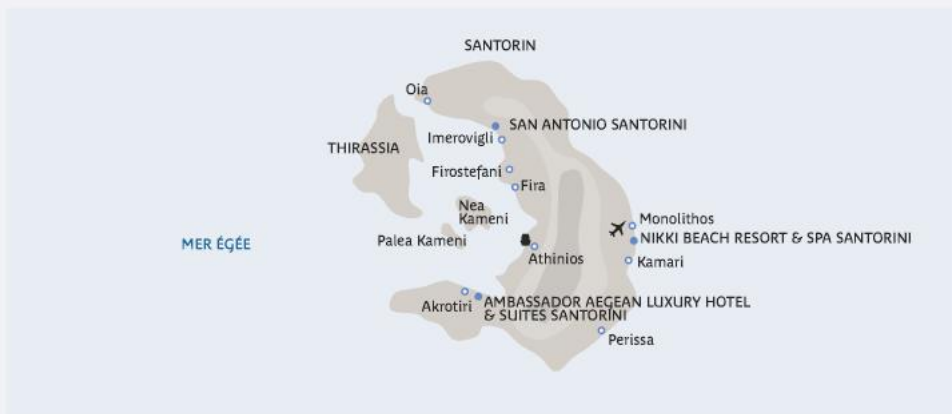 SANTORIN
Oia
SAN ANTONIO SANTORINI
Imerovigli
THIRASSIA
Firostefani
Fira
Nea
Kameni
Monolithos
Palea Kameni
NIKKI BEACH RESORT & SPA SANTORINI
MER ÉGÉE
Athinios
Kamari
Akrotiri
AMBASSADOR AEGEAN LUXURY HOTEL
& SUITES SANTORINI
Perissa